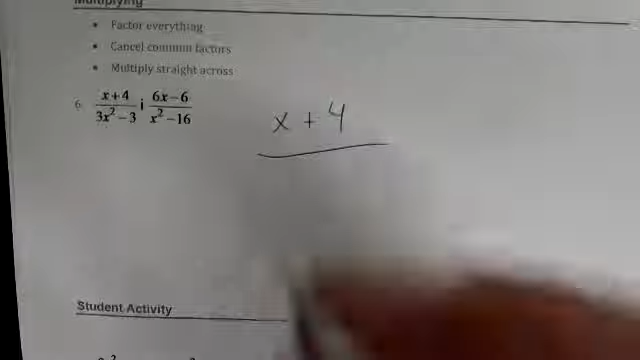 Multiplying
• Factor everything
• Cancel common factors
• Multiply straight across
6. x+4 / 3x²−3 i 6x−6 / x²−16
x + 4
Student Activity